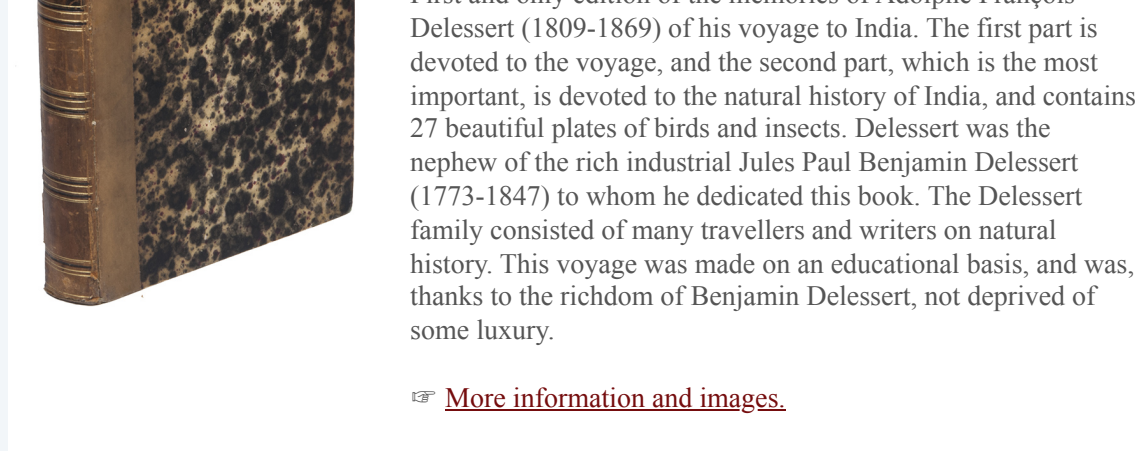 First and only edition of the memories of Adolphe François
Delessert (1809-1869) of his voyage to India. The first part is
devoted to the voyage, and the second part, which is the most
important, is devoted to the natural history of India, and contains
27 beautiful plates of birds and insects. Delessert was the
nephew of the rich industrial Jules Paul Benjamin Delessert
(1773-1847) to whom he dedicated this book. The Delessert
family consisted of many travellers and writers on natural
history. This voyage was made on an educational basis, and was,
thanks to the richdom of Benjamin Delessert, not deprived of
some luxury.
☞ More information and images.